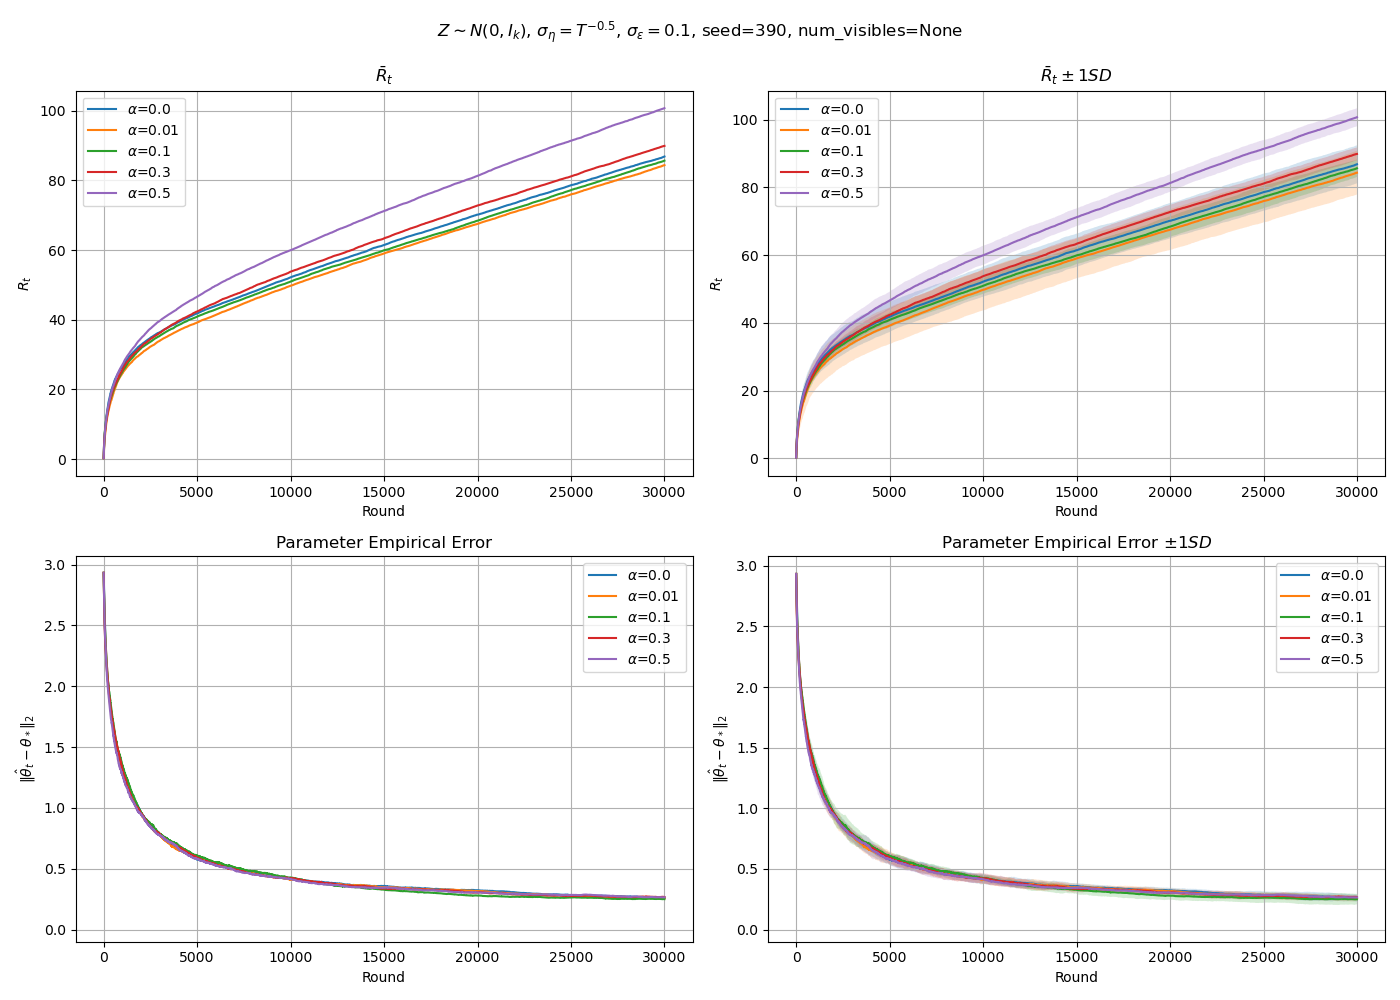 Z ∼ N(0, I_k), σ_η = T^{−0.5}, σ_ε = 0.1, seed=390, num_visibles=None
R̄_t
R_t
100
80
60
40
20
0
α=0.0
α=0.01
α=0.1
α=0.3
α=0.5
0 5000 10000 15000 20000 25000 30000
Round
R̄_t ± 1SD
R_t
100
80
60
40
20
0
α=0.0
α=0.01
α=0.1
α=0.3
α=0.5
0 5000 10000 15000 20000 25000 30000
Round
Parameter Empirical Error
‖θ̂_t − θ_*‖_2
3.0
2.5
2.0
1.5
1.0
0.5
0.0
α=0.0
α=0.01
α=0.1
α=0.3
α=0.5
0 5000 10000 15000 20000 25000 30000
Round
Parameter Empirical Error ±1SD
‖θ̂_t − θ_*‖_2
3.0
2.5
2.0
1.5
1.0
0.5
0.0
α=0.0
α=0.01
α=0.1
α=0.3
α=0.5
0 5000 10000 15000 20000 25000 30000
Round